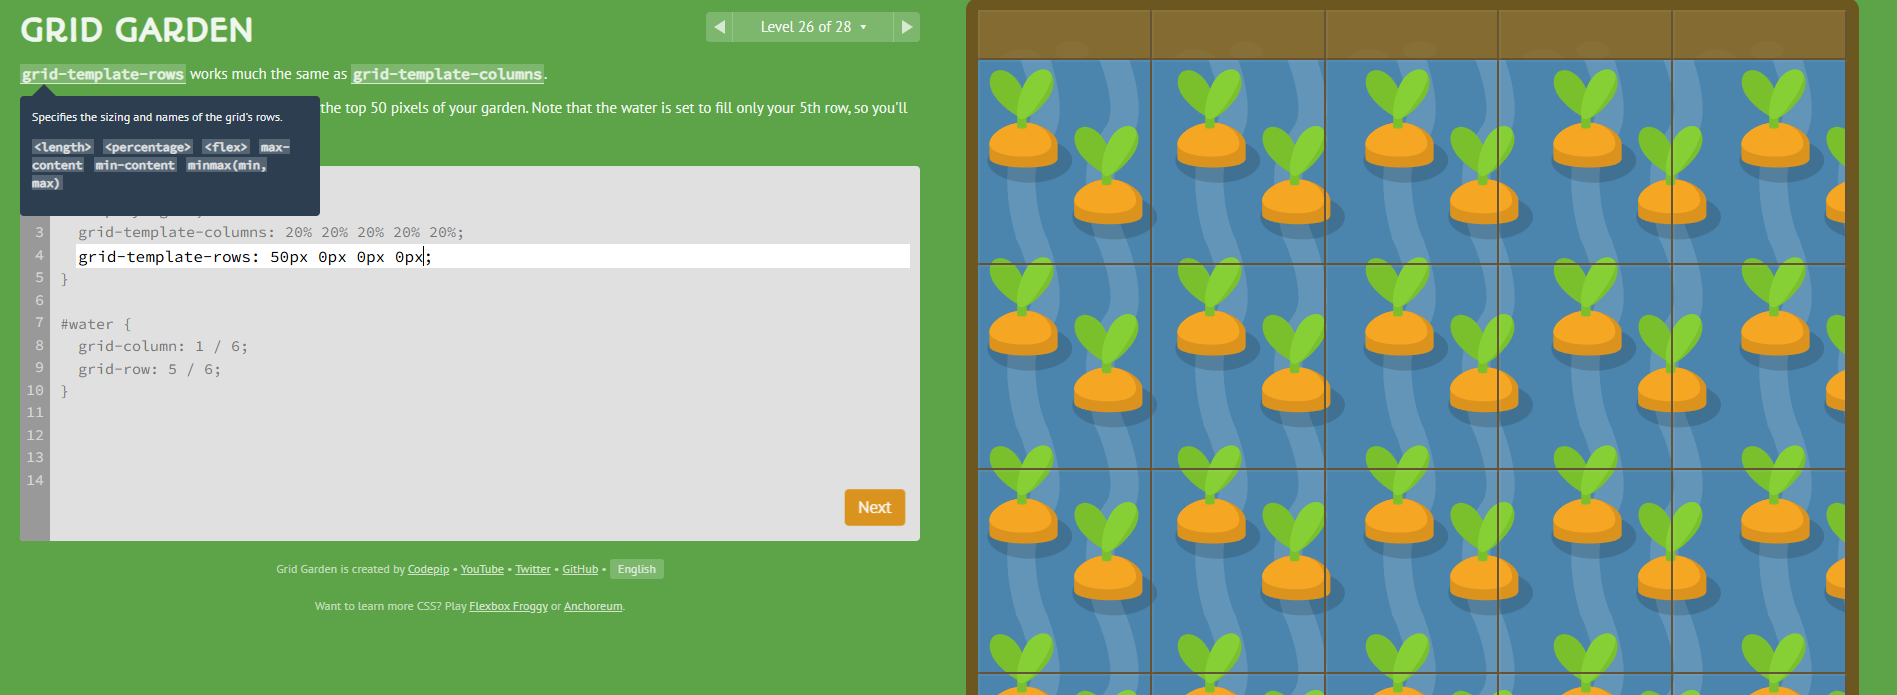 GRID GARDEN
Level 26 of 28
grid-template-rows works much the same as grid-template-columns.
the top 50 pixels of your garden. Note that the water is set to fill only your 5th row, so you'll
Specifies the sizing and names of the grid's rows.
<length> <percentage> <flex> max-
content min-content minmax(min,
max)
3 grid-template-columns: 20% 20% 20% 20% 20%;
4 grid-template-rows: 50px 0px 0px 0px;
5 }
6
7 #water {
8 grid-column: 1 / 6;
9 grid-row: 5 / 6;
10 }
11
12
13
14
Next
Grid Garden is created by Codepip • YouTube • Twitter • GitHub • English
Want to learn more CSS? Play Flexbox Froggy or Anchoreum.